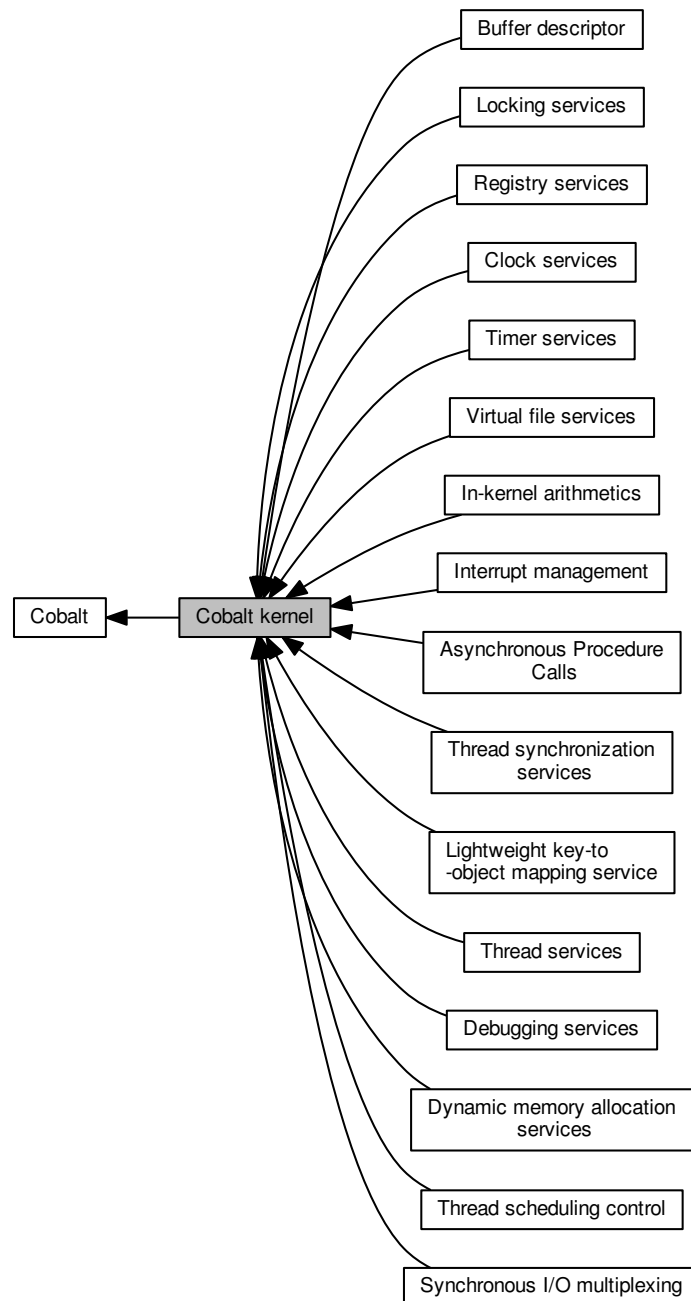 Buffer descriptor
Locking services
Registry services
Clock services
Timer services
Virtual file services
In-kernel arithmetics
Interrupt management
Cobalt
Cobalt kernel
Asynchronous Procedure
Calls
Thread synchronization
services
Lightweight key-to
-object mapping service
Thread services
Debugging services
Dynamic memory allocation
services
Thread scheduling control
Synchronous I/O multiplexing